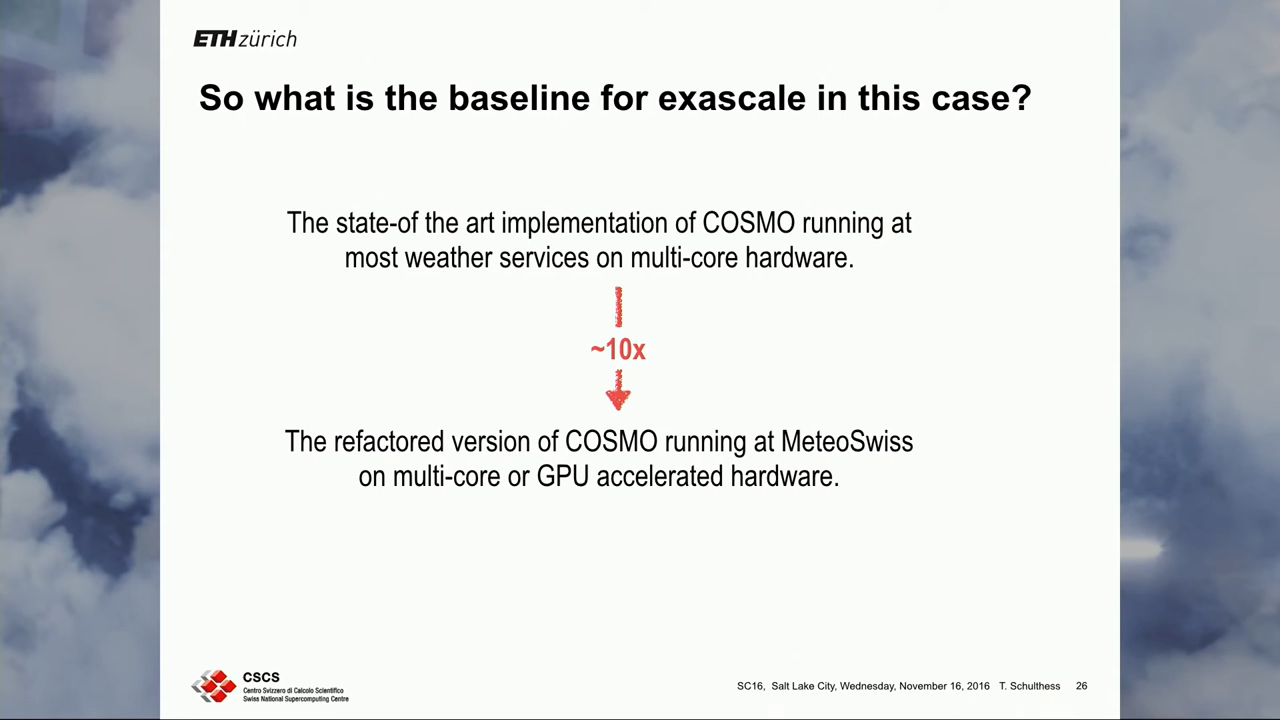 ETH zürich
So what is the baseline for exascale in this case?
The state-of the art implementation of COSMO running at
most weather services on multi-core hardware.
~10x
The refactored version of COSMO running at MeteoSwiss
on multi-core or GPU accelerated hardware.
CSCS
Centro Svizzero di Calcolo Scientifico
Swiss National Supercomputing Centre
SC16, Salt Lake City, Wednesday, November 16, 2016 T. Schulthess 26